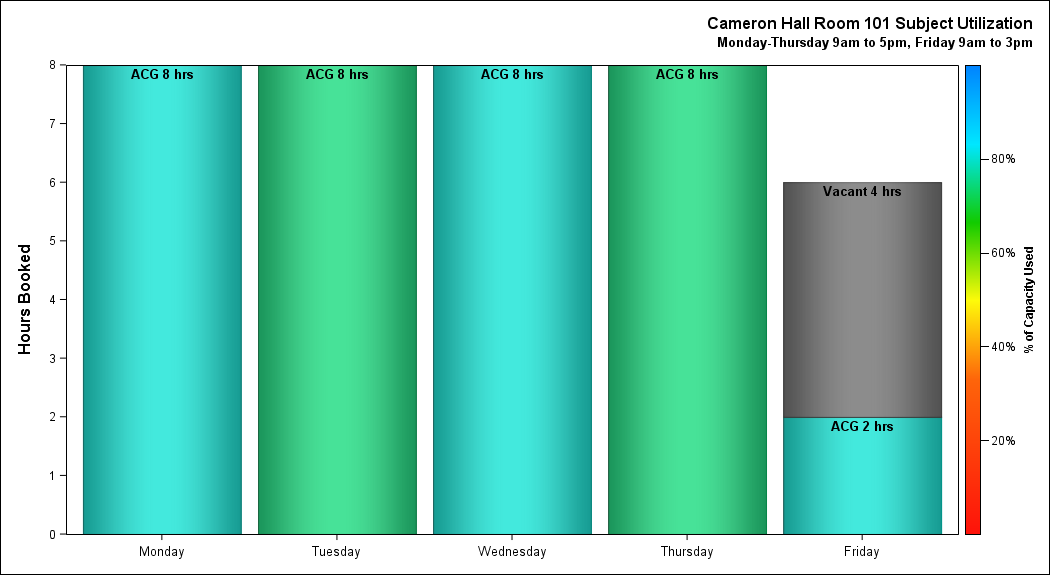 Cameron Hall Room 101 Subject Utilization
Monday-Thursday 9am to 5pm, Friday 9am to 3pm
Hours Booked
8
7
6
5
4
3
2
1
0
ACG 8 hrs
ACG 8 hrs
ACG 8 hrs
ACG 8 hrs
Vacant 4 hrs
ACG 2 hrs
Monday
Tuesday
Wednesday
Thursday
Friday
80%
60%
40%
20%
% of Capacity Used